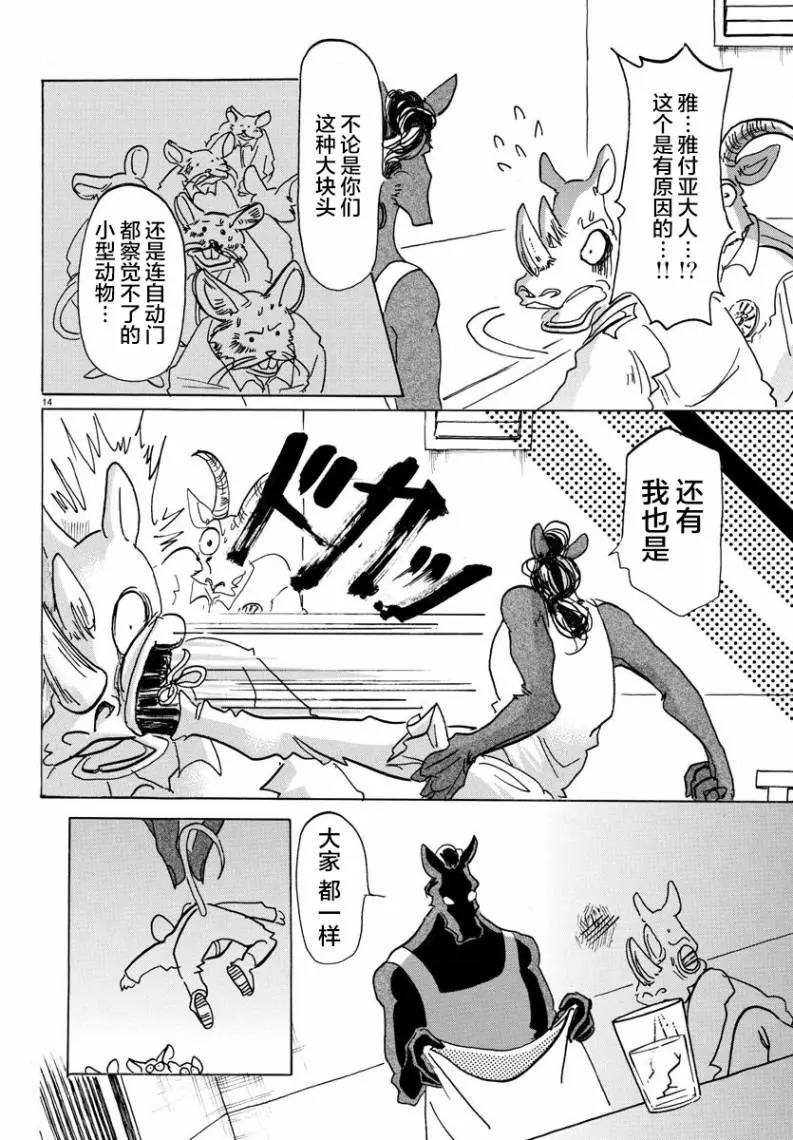 雅…雅付亚大人…!?
这个是有原因的…!!
不论是你们
这种大块头
还是连自动门
都察觉不了的
小型动物…
14
还有
我也是
ドカッ
大家都一样